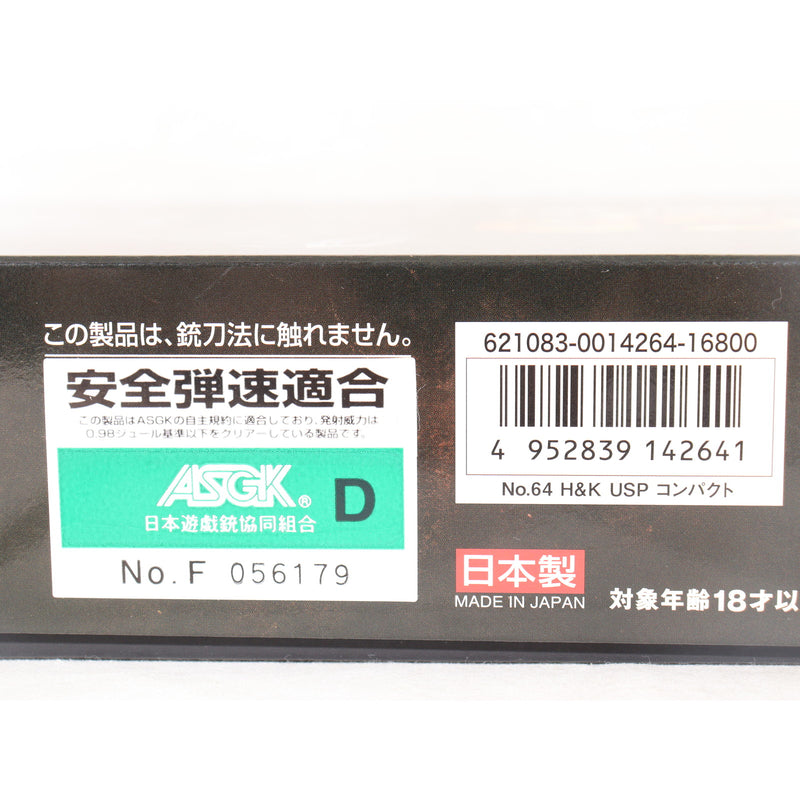 この製品は、銃刀法に触れません。
安全弾速適合
この製品はASGKの自主規約に適合しており、発射威力は
0.98ジュール基準以下をクリアーしている製品です。
ASGK® D
日本遊戯銃協同組合
No.F 056179
621083-0014264-16800
4 952839 142641
No.64 H&K USP コンパクト
日本製
MADE IN JAPAN
対象年齢18才以